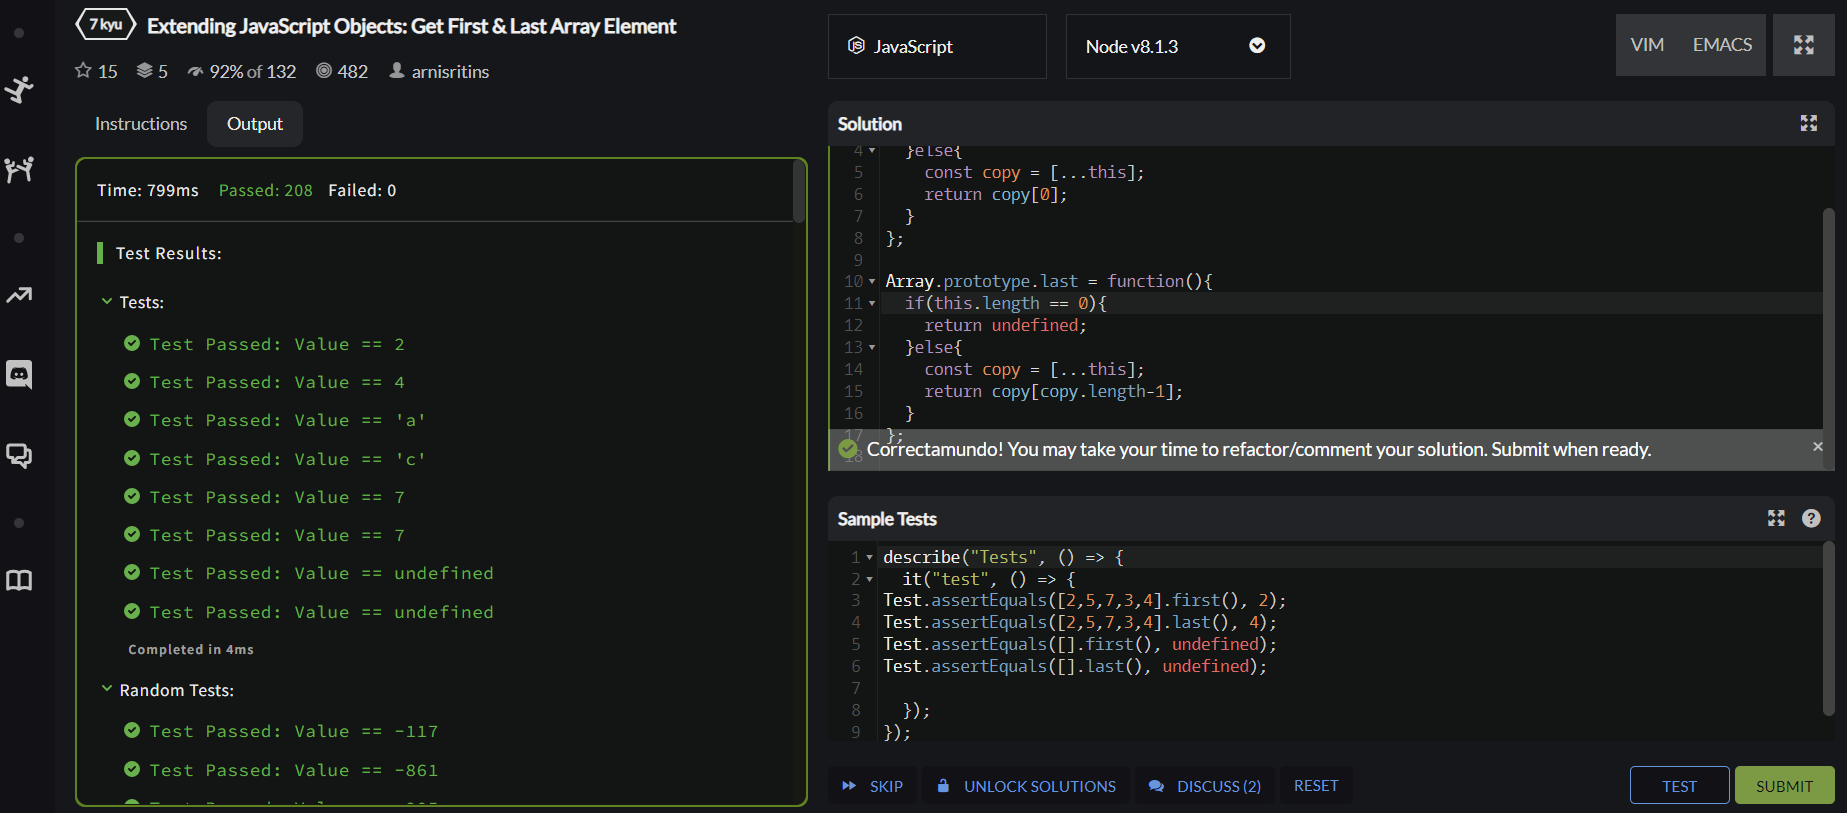 7 kyu Extending JavaScript Objects: Get First & Last Array Element
15 5 92% of 132 482 arnisritins
Instructions Output
Time: 799ms Passed: 208 Failed: 0
Test Results:
Tests:
Test Passed: Value == 2
Test Passed: Value == 4
Test Passed: Value == 'a'
Test Passed: Value == 'c'
Test Passed: Value == 7
Test Passed: Value == 7
Test Passed: Value == undefined
Test Passed: Value == undefined
Completed in 4ms
Random Tests:
Test Passed: Value == -117
Test Passed: Value == -861
JavaScript
Node v8.1.3
VIM EMACS
Solution
4 }else{
5 const copy = [...this];
6 return copy[0];
7 }
8 };
9
10 Array.prototype.last = function(){
11 if(this.length == 0){
12 return undefined;
13 }else{
14 const copy = [...this];
15 return copy[copy.length-1];
16 }
17 };
18
Correctamundo! You may take your time to refactor/comment your solution. Submit when ready. ×
Sample Tests
1 describe("Tests", () => {
2 it("test", () => {
3 Test.assertEquals([2,5,7,3,4].first(), 2);
4 Test.assertEquals([2,5,7,3,4].last(), 4);
5 Test.assertEquals([].first(), undefined);
6 Test.assertEquals([].last(), undefined);
7
8 });
9 });
SKIP UNLOCK SOLUTIONS DISCUSS (2) RESET TEST SUBMIT